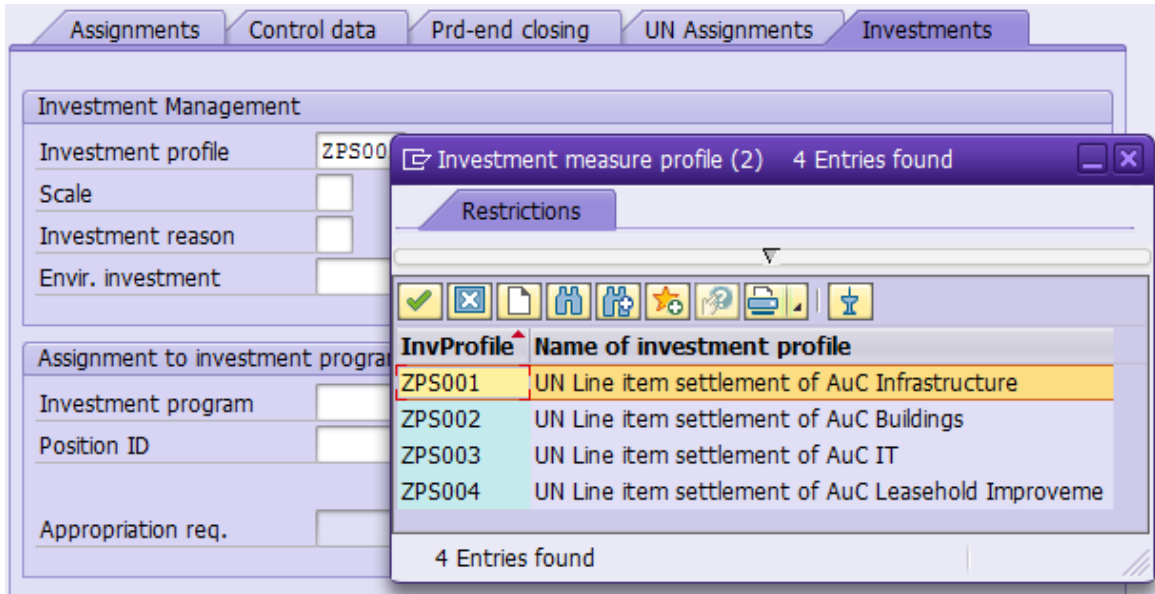 Assignments Control data Prd-end closing UN Assignments Investments
Investment Management
Investment profile ZPS00
Scale
Investment reason
Envir. investment
Assignment to investment progra
Investment program
Position ID
Appropriation req.
Investment measure profile (2) 4 Entries found
Restrictions
InvProfile Name of investment profile
ZPS001 UN Line item settlement of AuC Infrastructure
ZPS002 UN Line item settlement of AuC Buildings
ZPS003 UN Line item settlement of AuC IT
ZPS004 UN Line item settlement of AuC Leasehold Improveme
4 Entries found